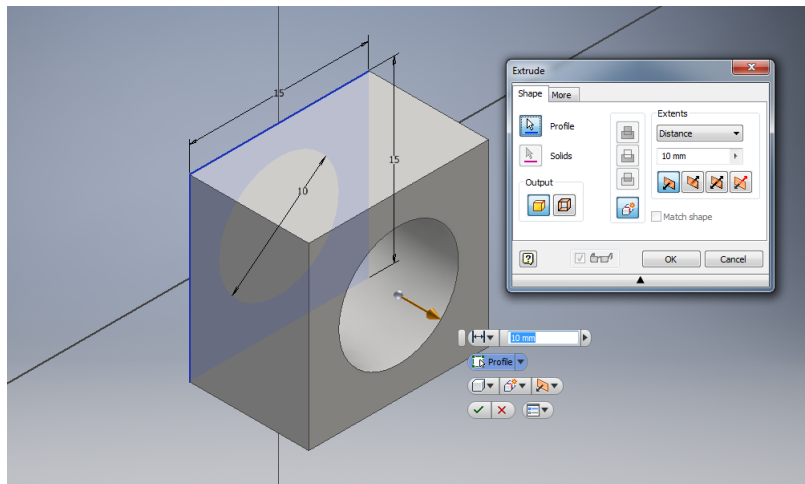 Extrude
Shape More
Profile
Solids
Output
Extents
Distance
10 mm
Match shape
OK Cancel
15
15
10
10 mm
Profile